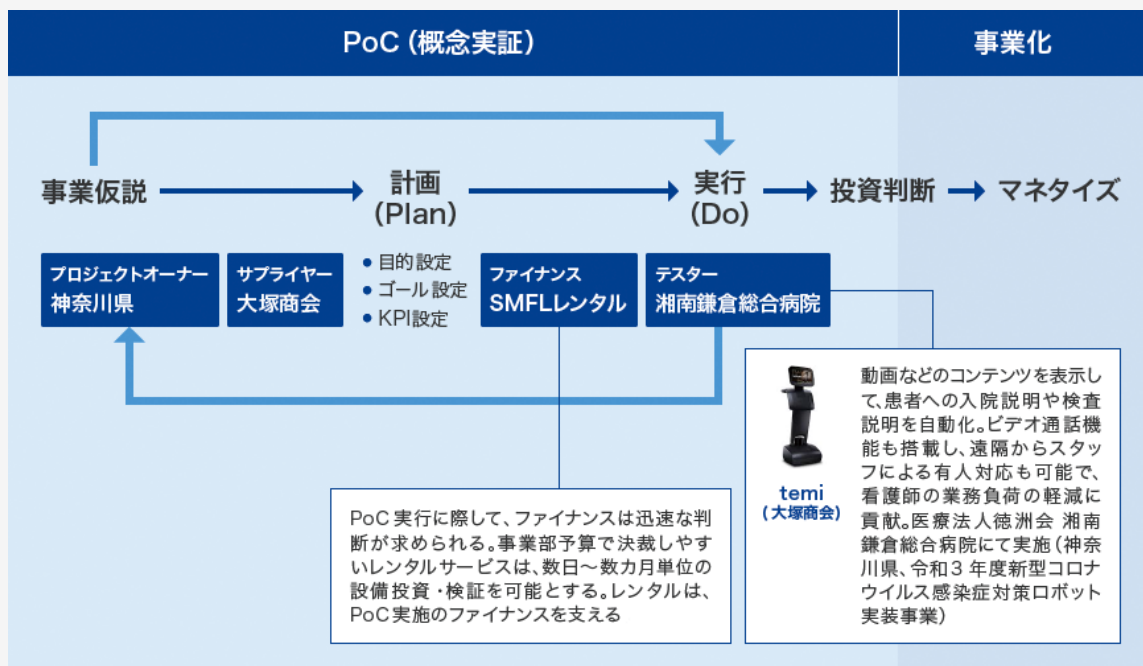 PoC（概念実証）
事業化
事業仮説
計画
（Plan）
実行
（Do）
投資判断
マネタイズ
プロジェクトオーナー
神奈川県
サプライヤー
大塚商会
● 目的設定
● ゴール設定
● KPI設定
ファイナンス
SMFLレンタル
テスター
湘南鎌倉総合病院
PoC実行に際して、ファイナンスは迅速な判
断が求められる。事業部予算で決裁しやす
いレンタルサービスは、数日〜数カ月単位の
設備投資・検証を可能とする。レンタルは、
PoC実施のファイナンスを支える
temi
（大塚商会）
動画などのコンテンツを表示し
て、患者への入院説明や検査
説明を自動化。ビデオ通話機
能も搭載し、遠隔からスタッ
フによる有人対応も可能で、
看護師の業務負荷の軽減に
貢献。医療法人徳洲会 湘南
鎌倉総合病院にて実施（神奈
川県、令和3年度新型コロナ
ウイルス感染症対策ロボット
実装事業）